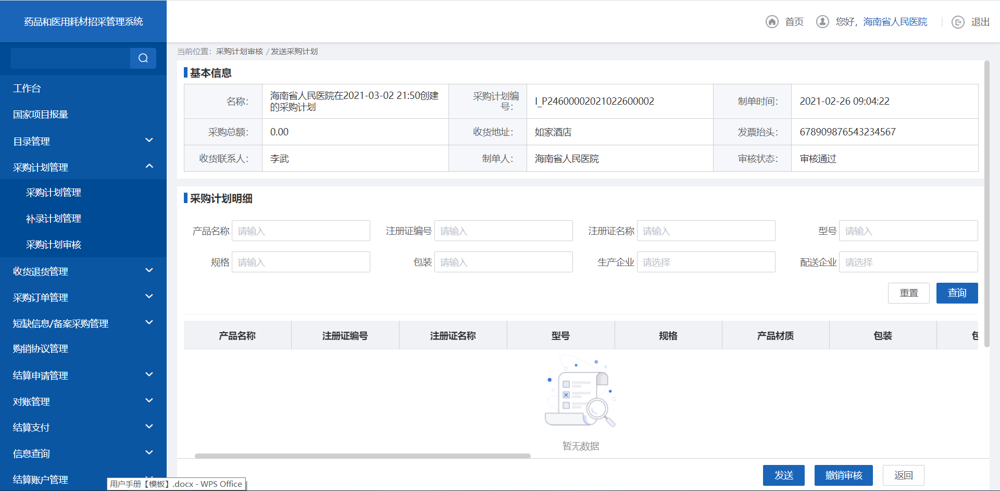 药品和医用耗材招采管理系统
首页
您好，海南省人民医院
退出
当前位置：采购计划审核 / 发送采购计划
工作台
国家项目报量
目录管理
采购计划管理
采购计划管理
补录计划管理
采购计划审核
收货退货管理
采购订单管理
短缺信息/备案采购管理
购销协议管理
结算申请管理
对账管理
结算支付
信息查询
结算账户管理
基本信息
名称：
海南省人民医院在2021-03-02 21:50创建
的采购计划
采购计划编
号：
I_P24600002021022600002
制单时间：
2021-02-26 09:04:22
采购总额：
0.00
收货地址：
如家酒店
发票抬头：
678909876543234567
收货联系人：
李武
制单人：
海南省人民医院
审核状态：
审核通过
采购计划明细
产品名称 请输入
注册证编号 请输入
注册证名称 请输入
型号 请输入
规格 请输入
包装 请输入
生产企业 请选择
配送企业 请选择
重置
查询
产品名称
注册证编号
注册证名称
型号
规格
产品材质
包装
暂无数据
发送
撤销审核
返回
用户手册【模板】.docx - WPS Office